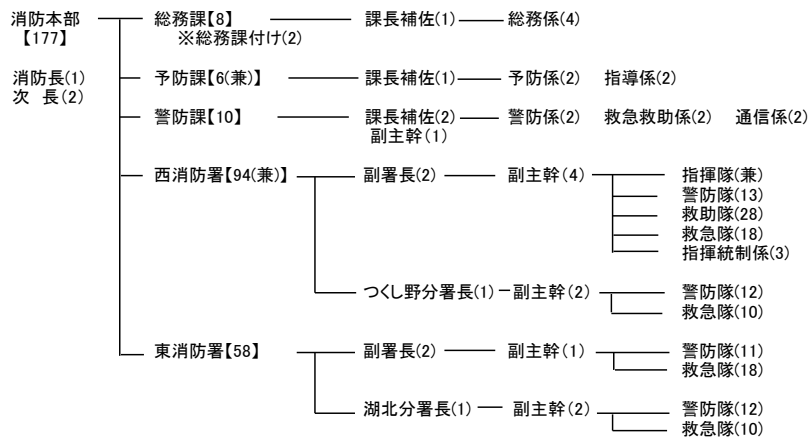 消防本部 総務課【8】 課長補佐(1) 総務係(4)
【177】 ※総務課付け(2)
消防長(1) 予防課【6(兼)】 課長補佐(1) 予防係(2) 指導係(2)
次 長(2)
警防課【10】 課長補佐(2) 警防係(2) 救急救助係(2) 通信係(2)
副主幹(1)
西消防署【94(兼)】 副署長(2) 副主幹(4) 指揮隊(兼)
警防隊(13)
救助隊(28)
救急隊(18)
指揮統制係(3)
つくし野分署長(1) 副主幹(2) 警防隊(12)
救急隊(10)
東消防署【58】 副署長(2) 副主幹(1) 警防隊(11)
救急隊(18)
湖北分署長(1) 副主幹(2) 警防隊(12)
救急隊(10)